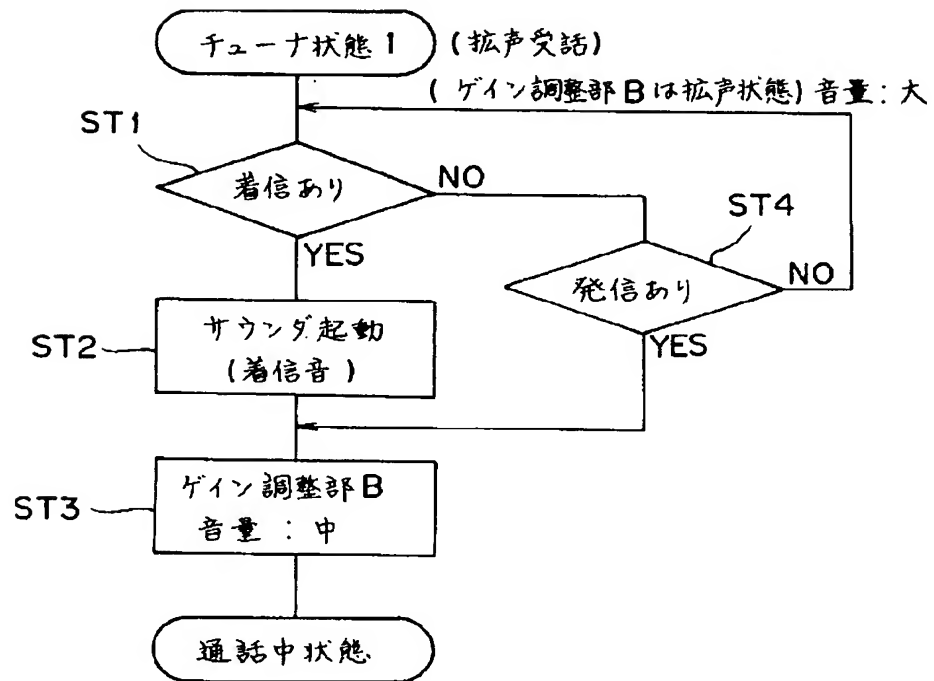 チューナ状態1 (拡声受話)
(ゲイン調整部Bは拡声状態)音量:大
ST1
着信あり
NO
YES
ST4
発信あり
NO
YES
ST2
サウンダ起動
(着信音)
ST3
ゲイン調整部B
音量:中
通話中状態